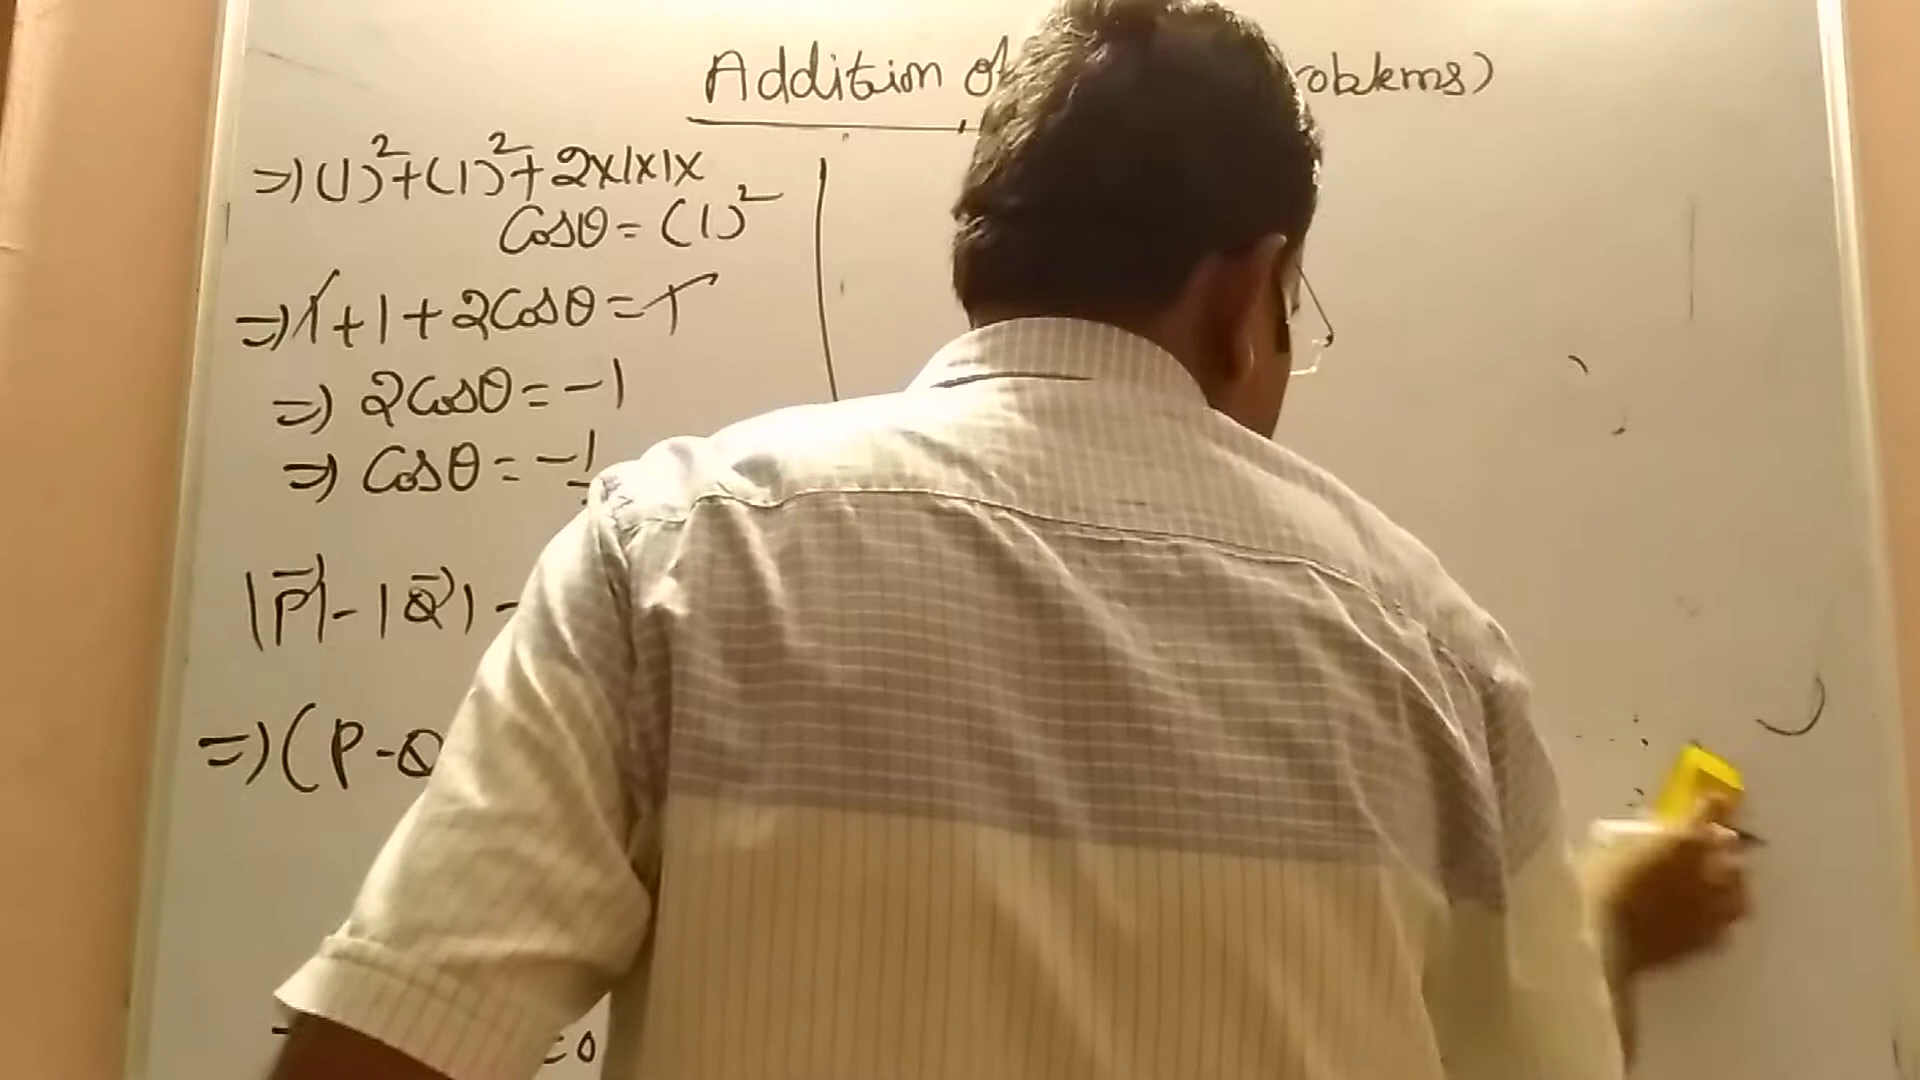 Addition of roblems)
=> (1)²+(1)²+2x1x1x
Cosθ = (1)²
=> 1+1+2Cosθ = 1
=> 2Cosθ = -1
=> Cosθ = -1
|P⃗|-|Q⃗|-
=> (P-Q
=0